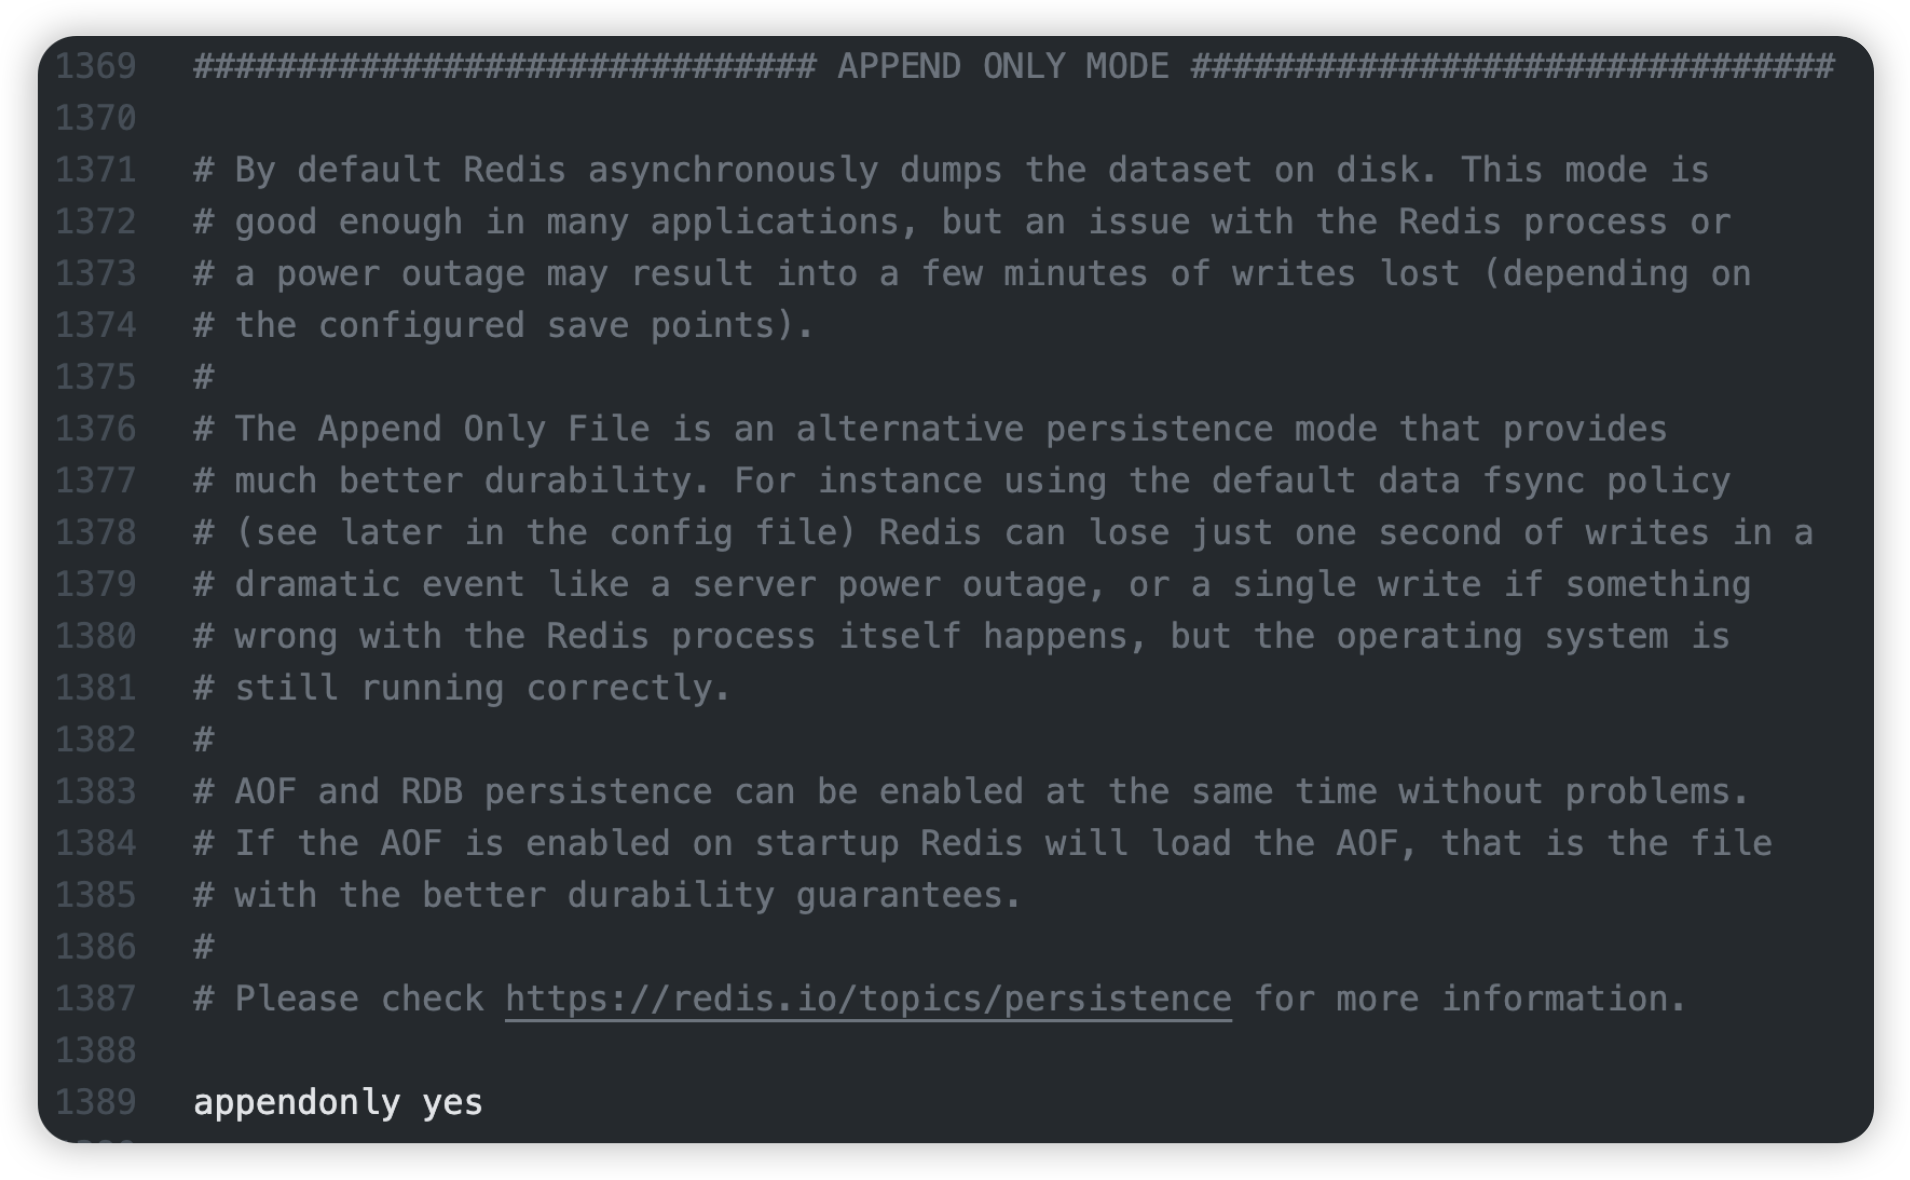 1369 ############################## APPEND ONLY MODE ###############################
1370
1371 # By default Redis asynchronously dumps the dataset on disk. This mode is
1372 # good enough in many applications, but an issue with the Redis process or
1373 # a power outage may result into a few minutes of writes lost (depending on
1374 # the configured save points).
1375 #
1376 # The Append Only File is an alternative persistence mode that provides
1377 # much better durability. For instance using the default data fsync policy
1378 # (see later in the config file) Redis can lose just one second of writes in a
1379 # dramatic event like a server power outage, or a single write if something
1380 # wrong with the Redis process itself happens, but the operating system is
1381 # still running correctly.
1382 #
1383 # AOF and RDB persistence can be enabled at the same time without problems.
1384 # If the AOF is enabled on startup Redis will load the AOF, that is the file
1385 # with the better durability guarantees.
1386 #
1387 # Please check https://redis.io/topics/persistence for more information.
1388
1389 appendonly yes